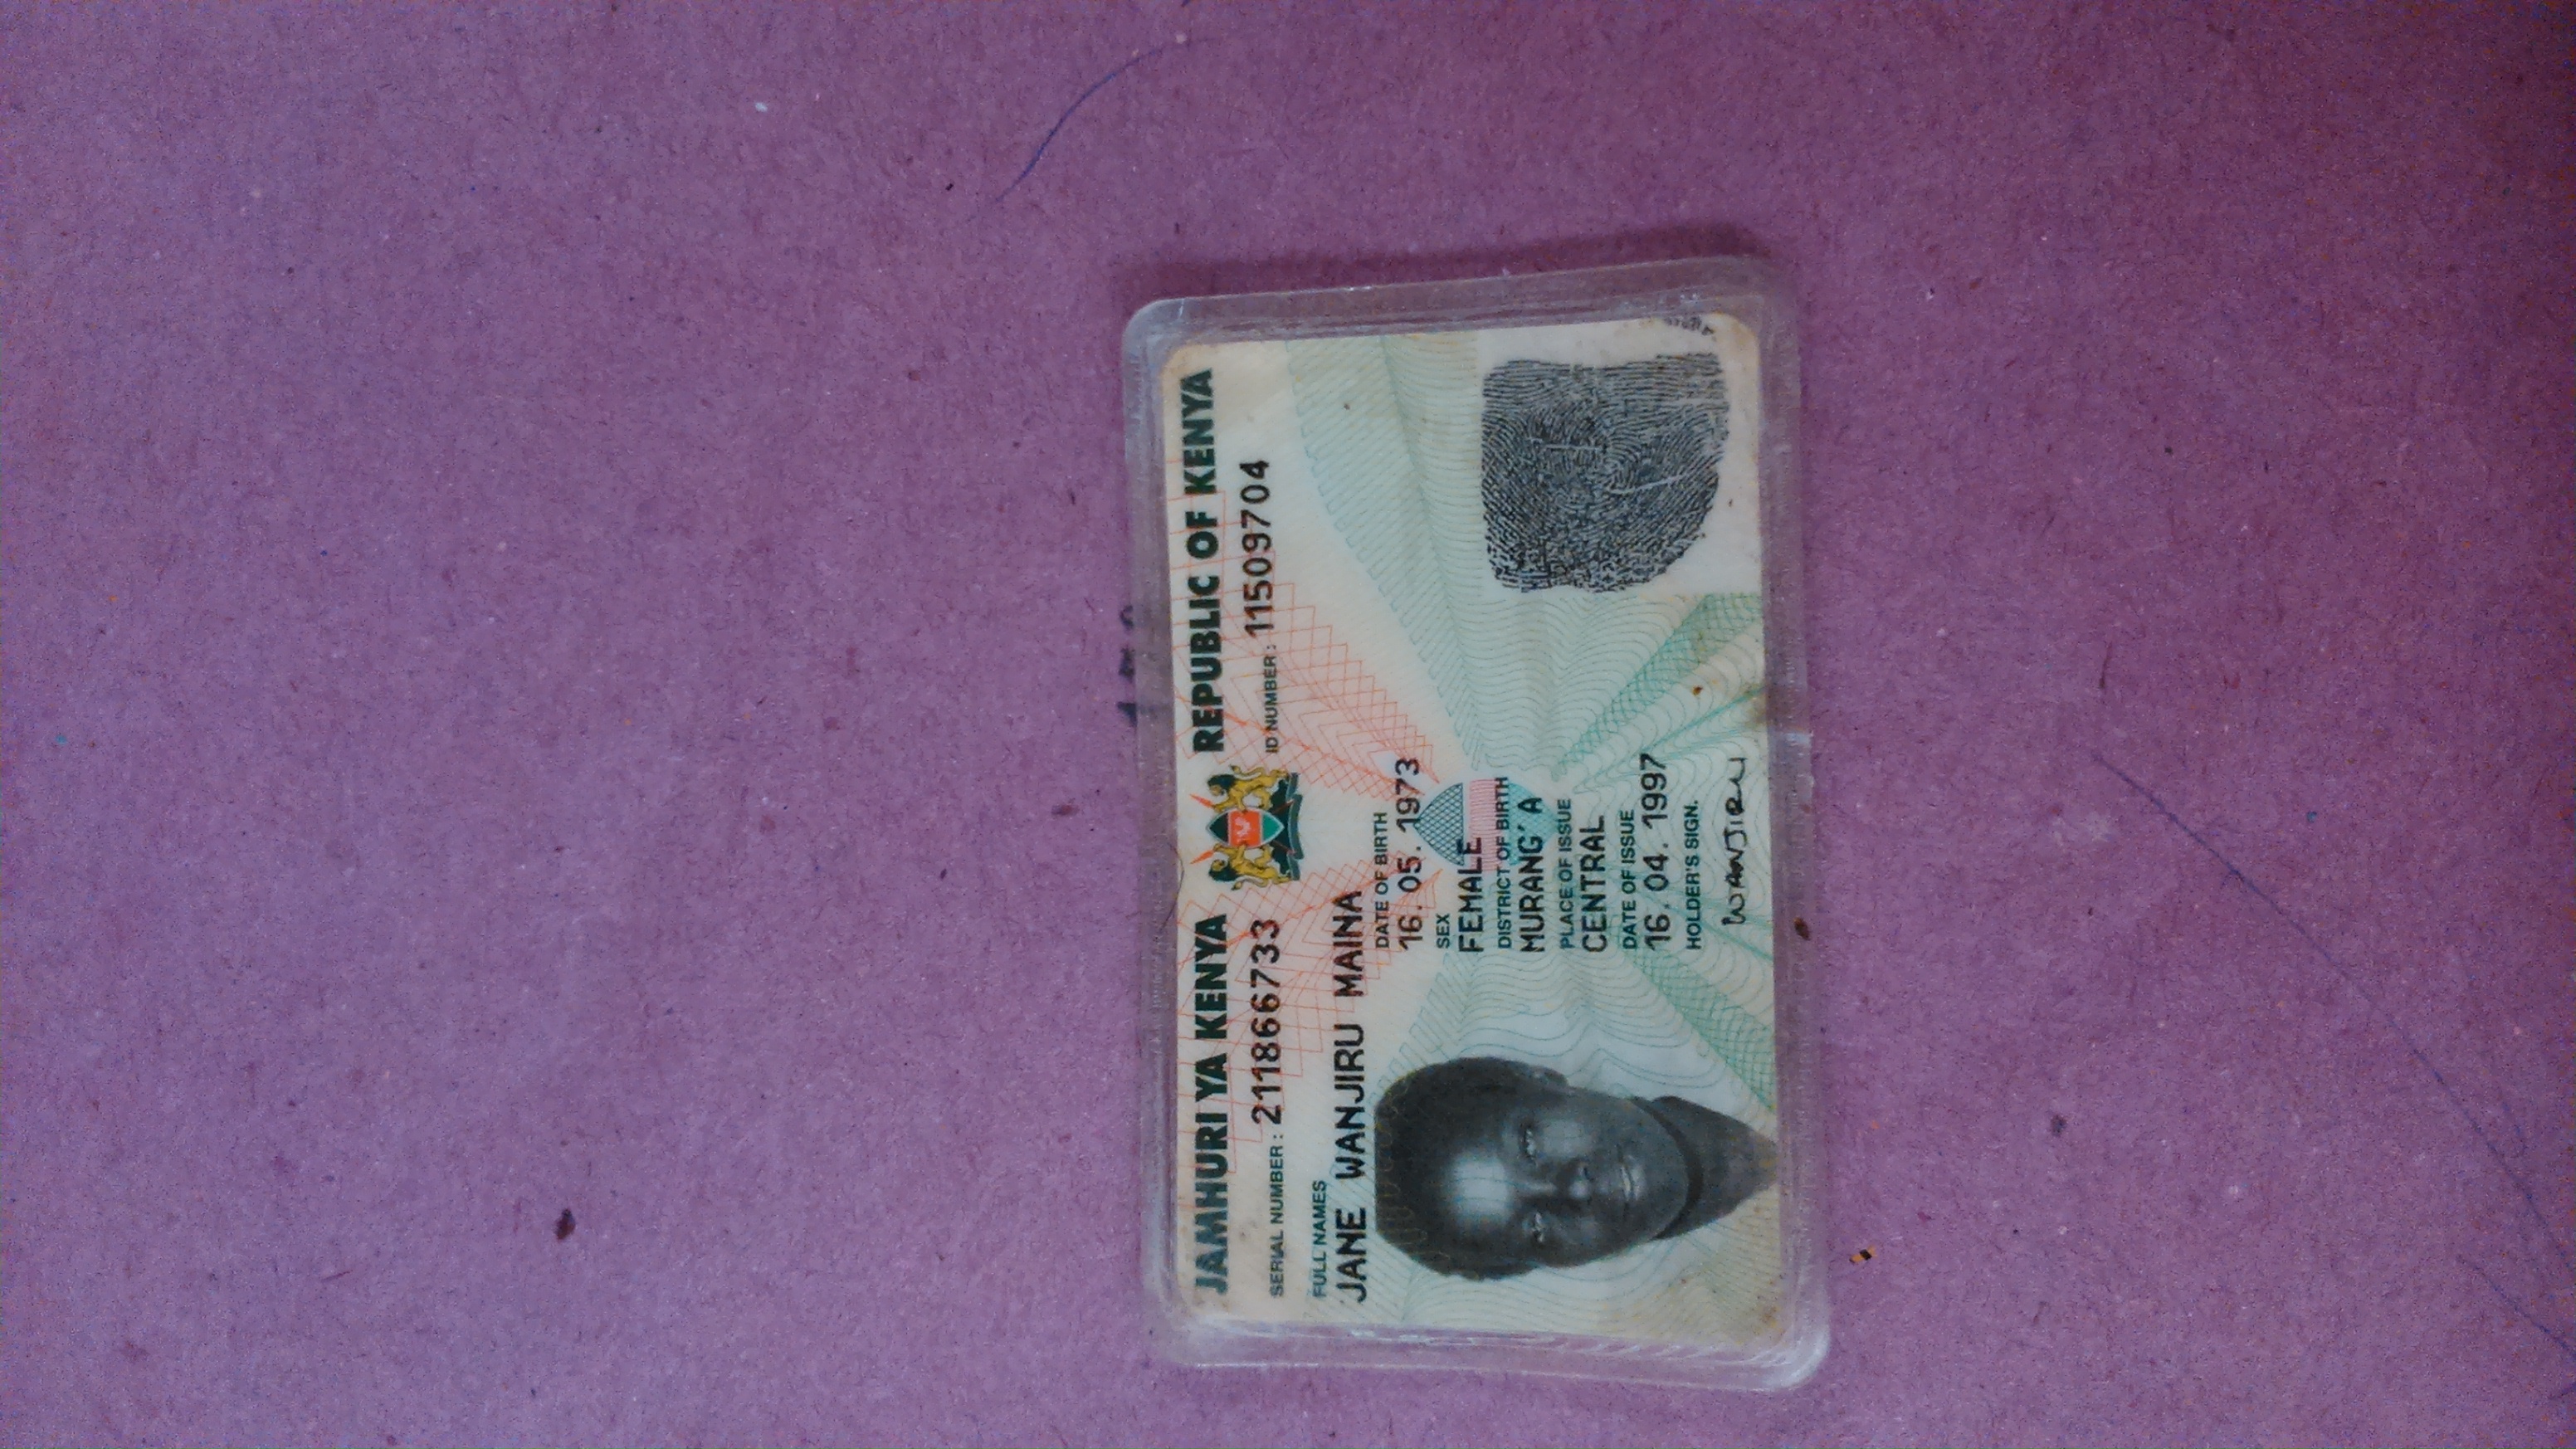 JAMHURI YA KENYA REPUBLIC OF KENYA
SERIAL NUMBER: 211866733 ID NUMBER: 11509704
FULL NAMES
JANE WANJIRU MAINA
DATE OF BIRTH
16. 05. 1973
SEX
FEMALE
DISTRICT OF BIRTH
MURANG'A
PLACE OF ISSUE
CENTRAL
DATE OF ISSUE
16. 04. 1997
HOLDER'S SIGN.
WANJIRU